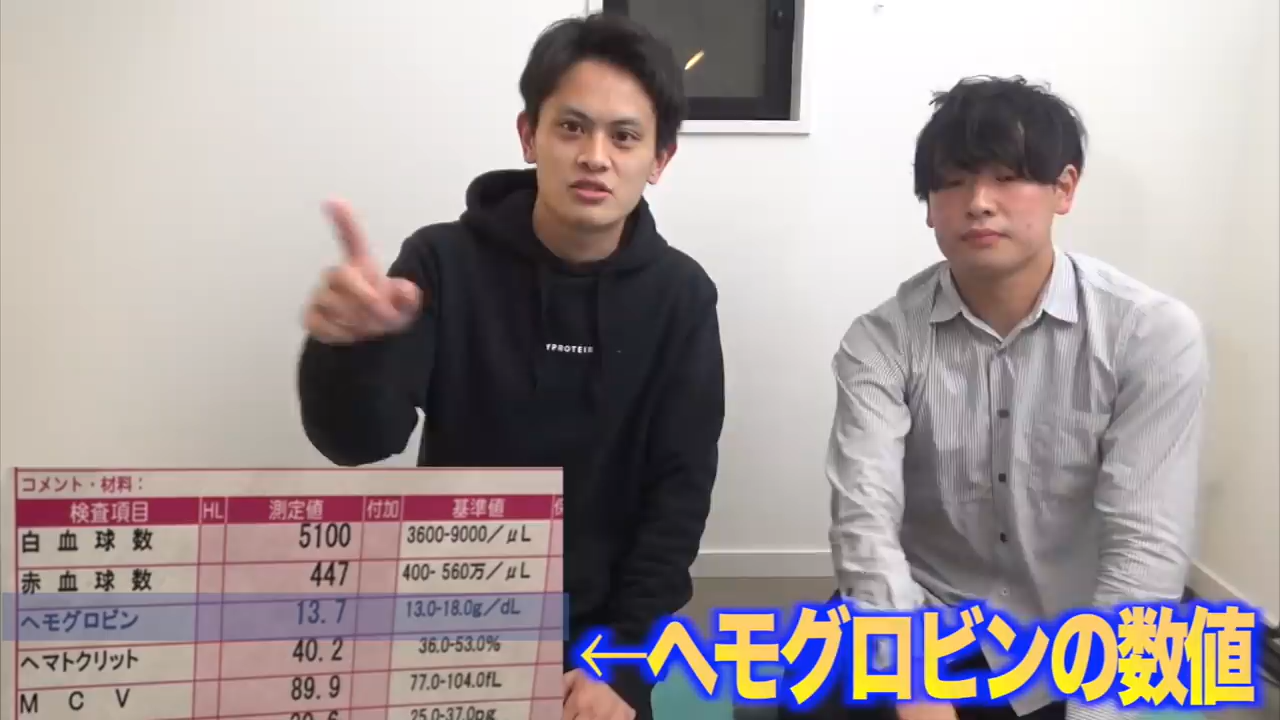 YPROTEIN
コメント・材料：
検査項目 HL 測定値 付加 基準値
白血球数 5100 3600-9000／μL
赤血球数 447 400-560万／μL
ヘモグロビン 13.7 13.0-18.0g／dL
ヘマトクリット 40.2 36.0-53.0%
MCV 89.9 77.0-104.0fL
25.0-37.0pg
←ヘモグロビンの数値